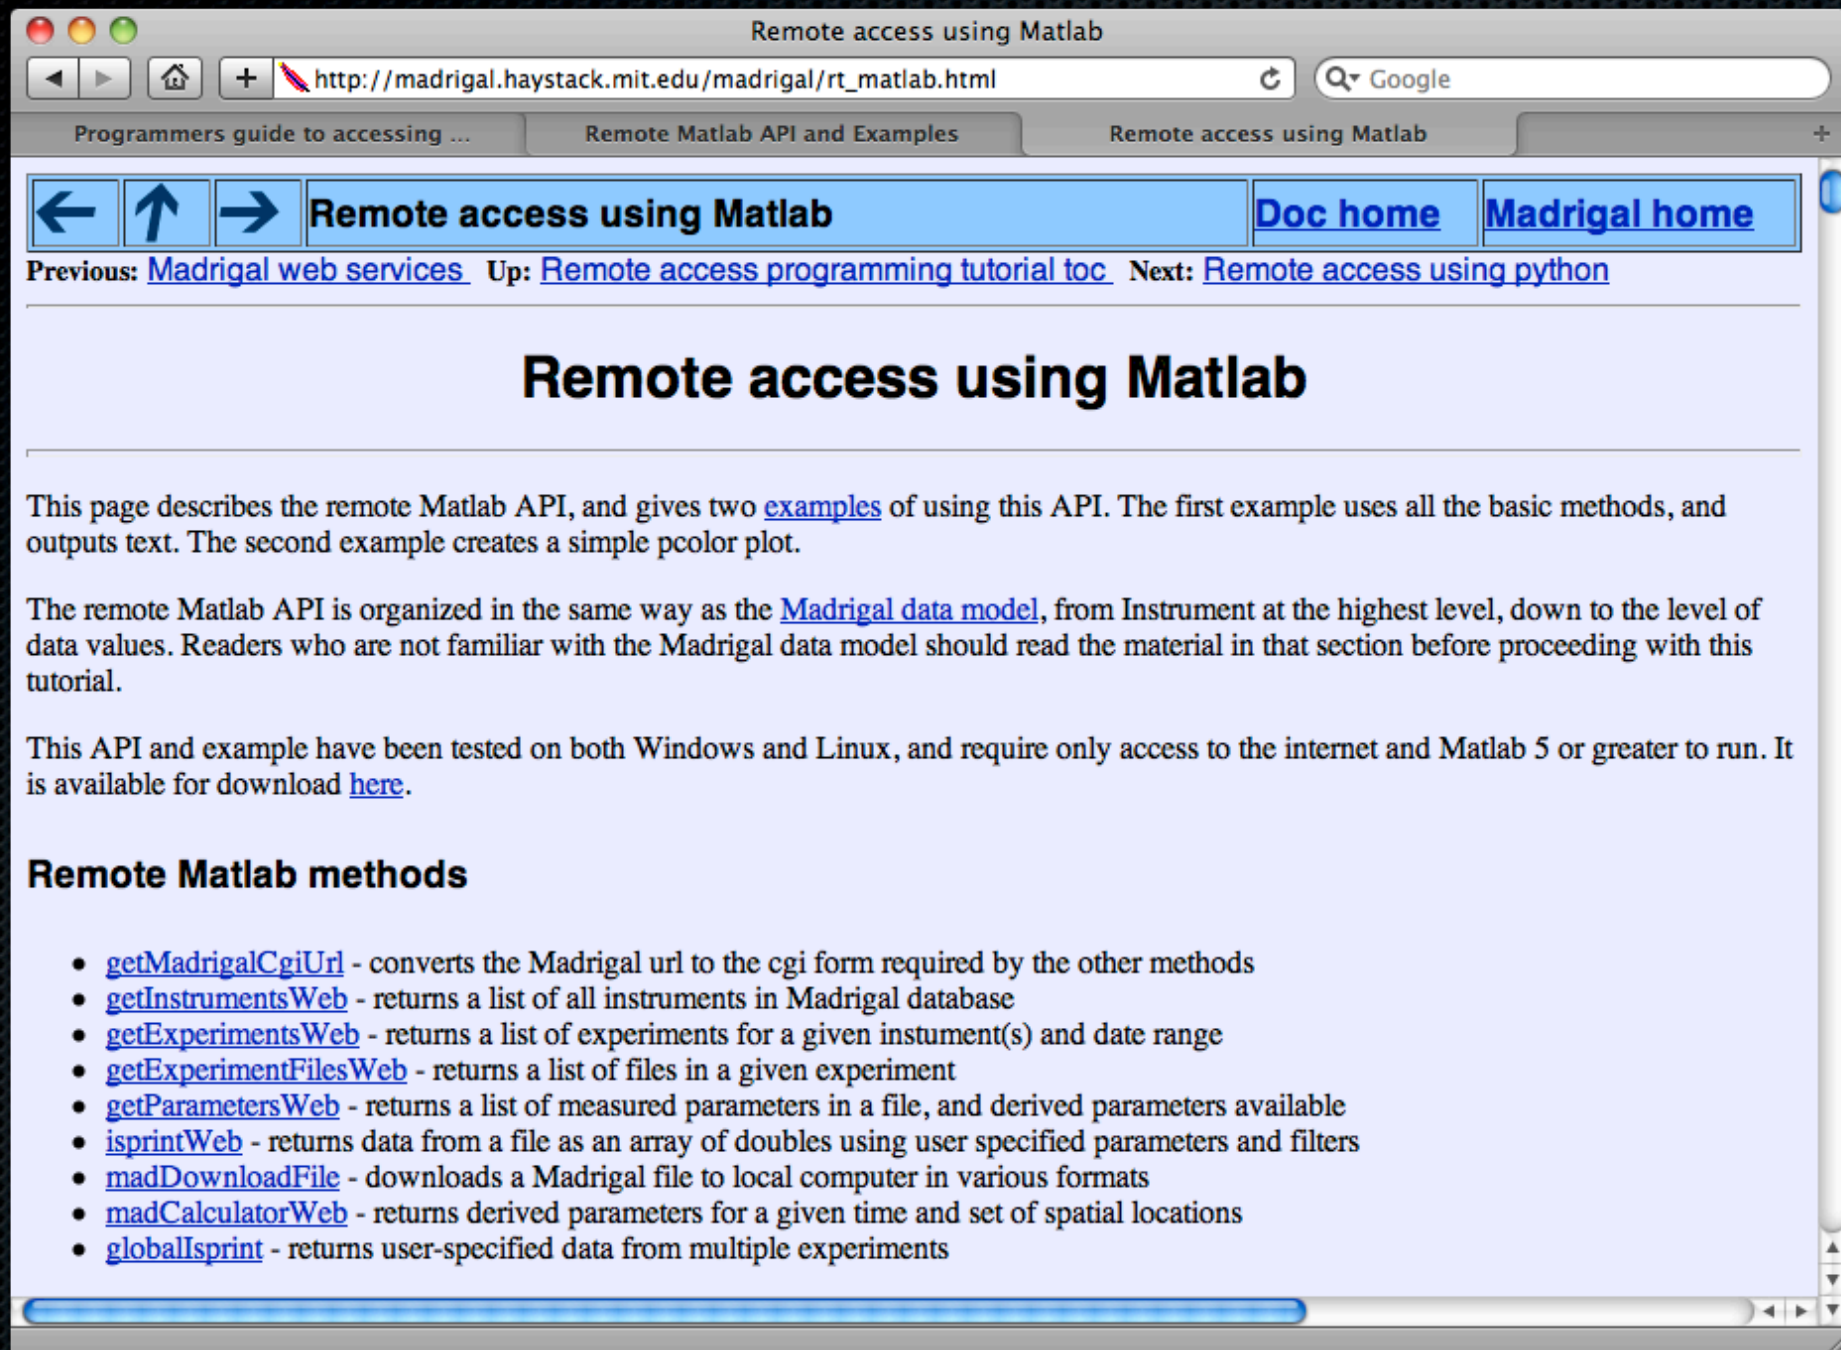 Remote access using Matlab
http://madrigal.haystack.mit.edu/madrigal/rt_matlab.html
Google
Programmers guide to accessing ...
Remote Matlab API and Examples
Remote access using Matlab
Remote access using Matlab
Doc home
Madrigal home
Previous: Madrigal web services Up: Remote access programming tutorial toc Next: Remote access using python
Remote access using Matlab
This page describes the remote Matlab API, and gives two examples of using this API. The first example uses all the basic methods, and
outputs text. The second example creates a simple pcolor plot.
The remote Matlab API is organized in the same way as the Madrigal data model, from Instrument at the highest level, down to the level of
data values. Readers who are not familiar with the Madrigal data model should read the material in that section before proceeding with this
tutorial.
This API and example have been tested on both Windows and Linux, and require only access to the internet and Matlab 5 or greater to run. It
is available for download here.
Remote Matlab methods
• getMadrigalCgiUrl - converts the Madrigal url to the cgi form required by the other methods
• getInstrumentsWeb - returns a list of all instruments in Madrigal database
• getExperimentsWeb - returns a list of experiments for a given instument(s) and date range
• getExperimentFilesWeb - returns a list of files in a given experiment
• getParametersWeb - returns a list of measured parameters in a file, and derived parameters available
• isprintWeb - returns data from a file as an array of doubles using user specified parameters and filters
• madDownloadFile - downloads a Madrigal file to local computer in various formats
• madCalculatorWeb - returns derived parameters for a given time and set of spatial locations
• globalIsprint - returns user-specified data from multiple experiments